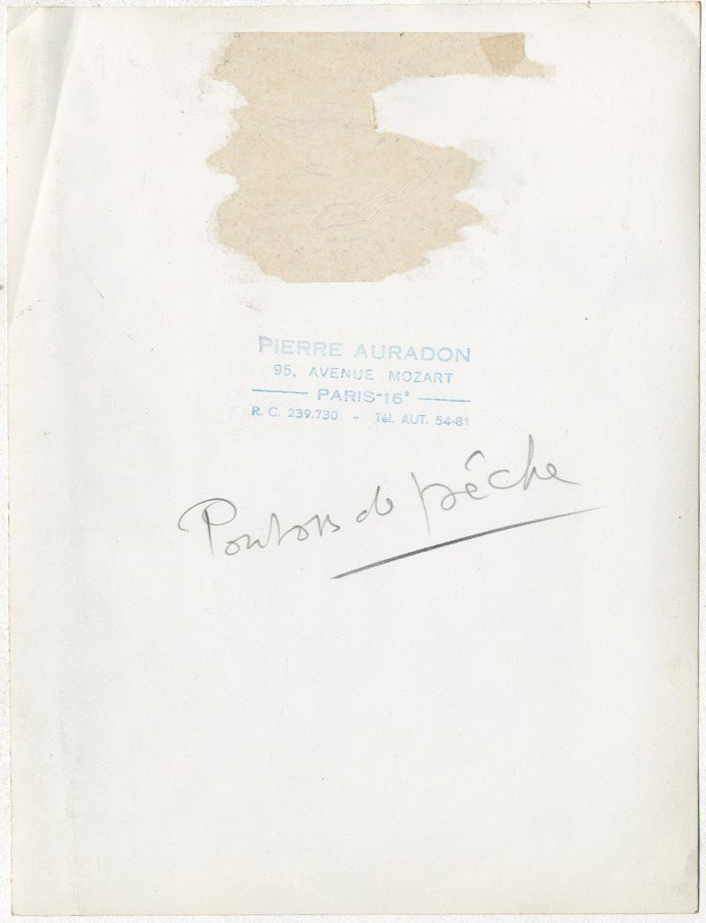 PIERRE AURADON
95, AVENUE MOZART
PARIS-16e
R. C. 239.730 - Tél. AUT. 54-81
Pontons de pêche